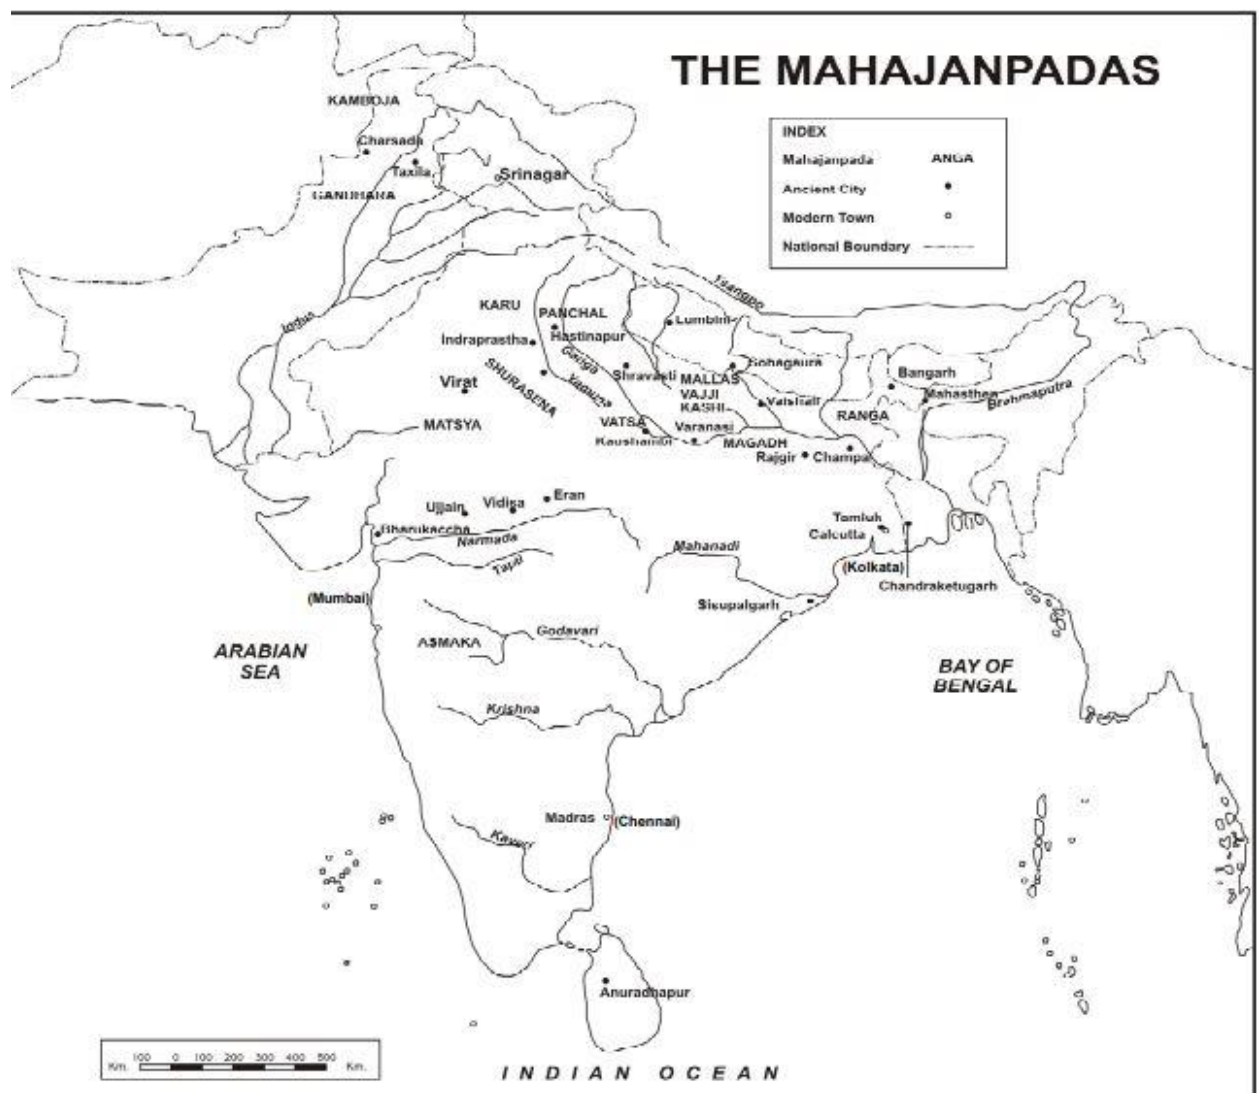 THE MAHAJANPADAS
INDEX
Mahajanpada ANGA
Ancient City
Modern Town
National Boundary
KAMBOJA
Charsada
Taxila
Srinagar
GANDHARA
Tsangpo
Indus
KARU
PANCHAL
Hastinapur
Lumbini
Indraprastha
Ganga
Sohagaura
Shravasti
Bangarh
Virat
SHURASENA
Yamuna
MALLAS
VAJJI
KASHI
Vaishali
Mahasthan
Brahmaputra
MATSYA
VATSA
Kaushambi
Varanasi
RANGA
MAGADH
Rajgir
Champa
Ujjain
Vidisa
Eran
Bharukaccha
Narmada
Tapti
Tamluk
Calcutta
(Kolkata)
Mahanadi
Chandraketugarh
(Mumbai)
Sisupalgarh
ASMAKA
Godavari
ARABIAN
SEA
BAY OF
BENGAL
Krishna
Madras
(Chennai)
Kaveri
Anuradhapur
Km. 100 0 100 200 300 400 500 Km.
INDIAN OCEAN